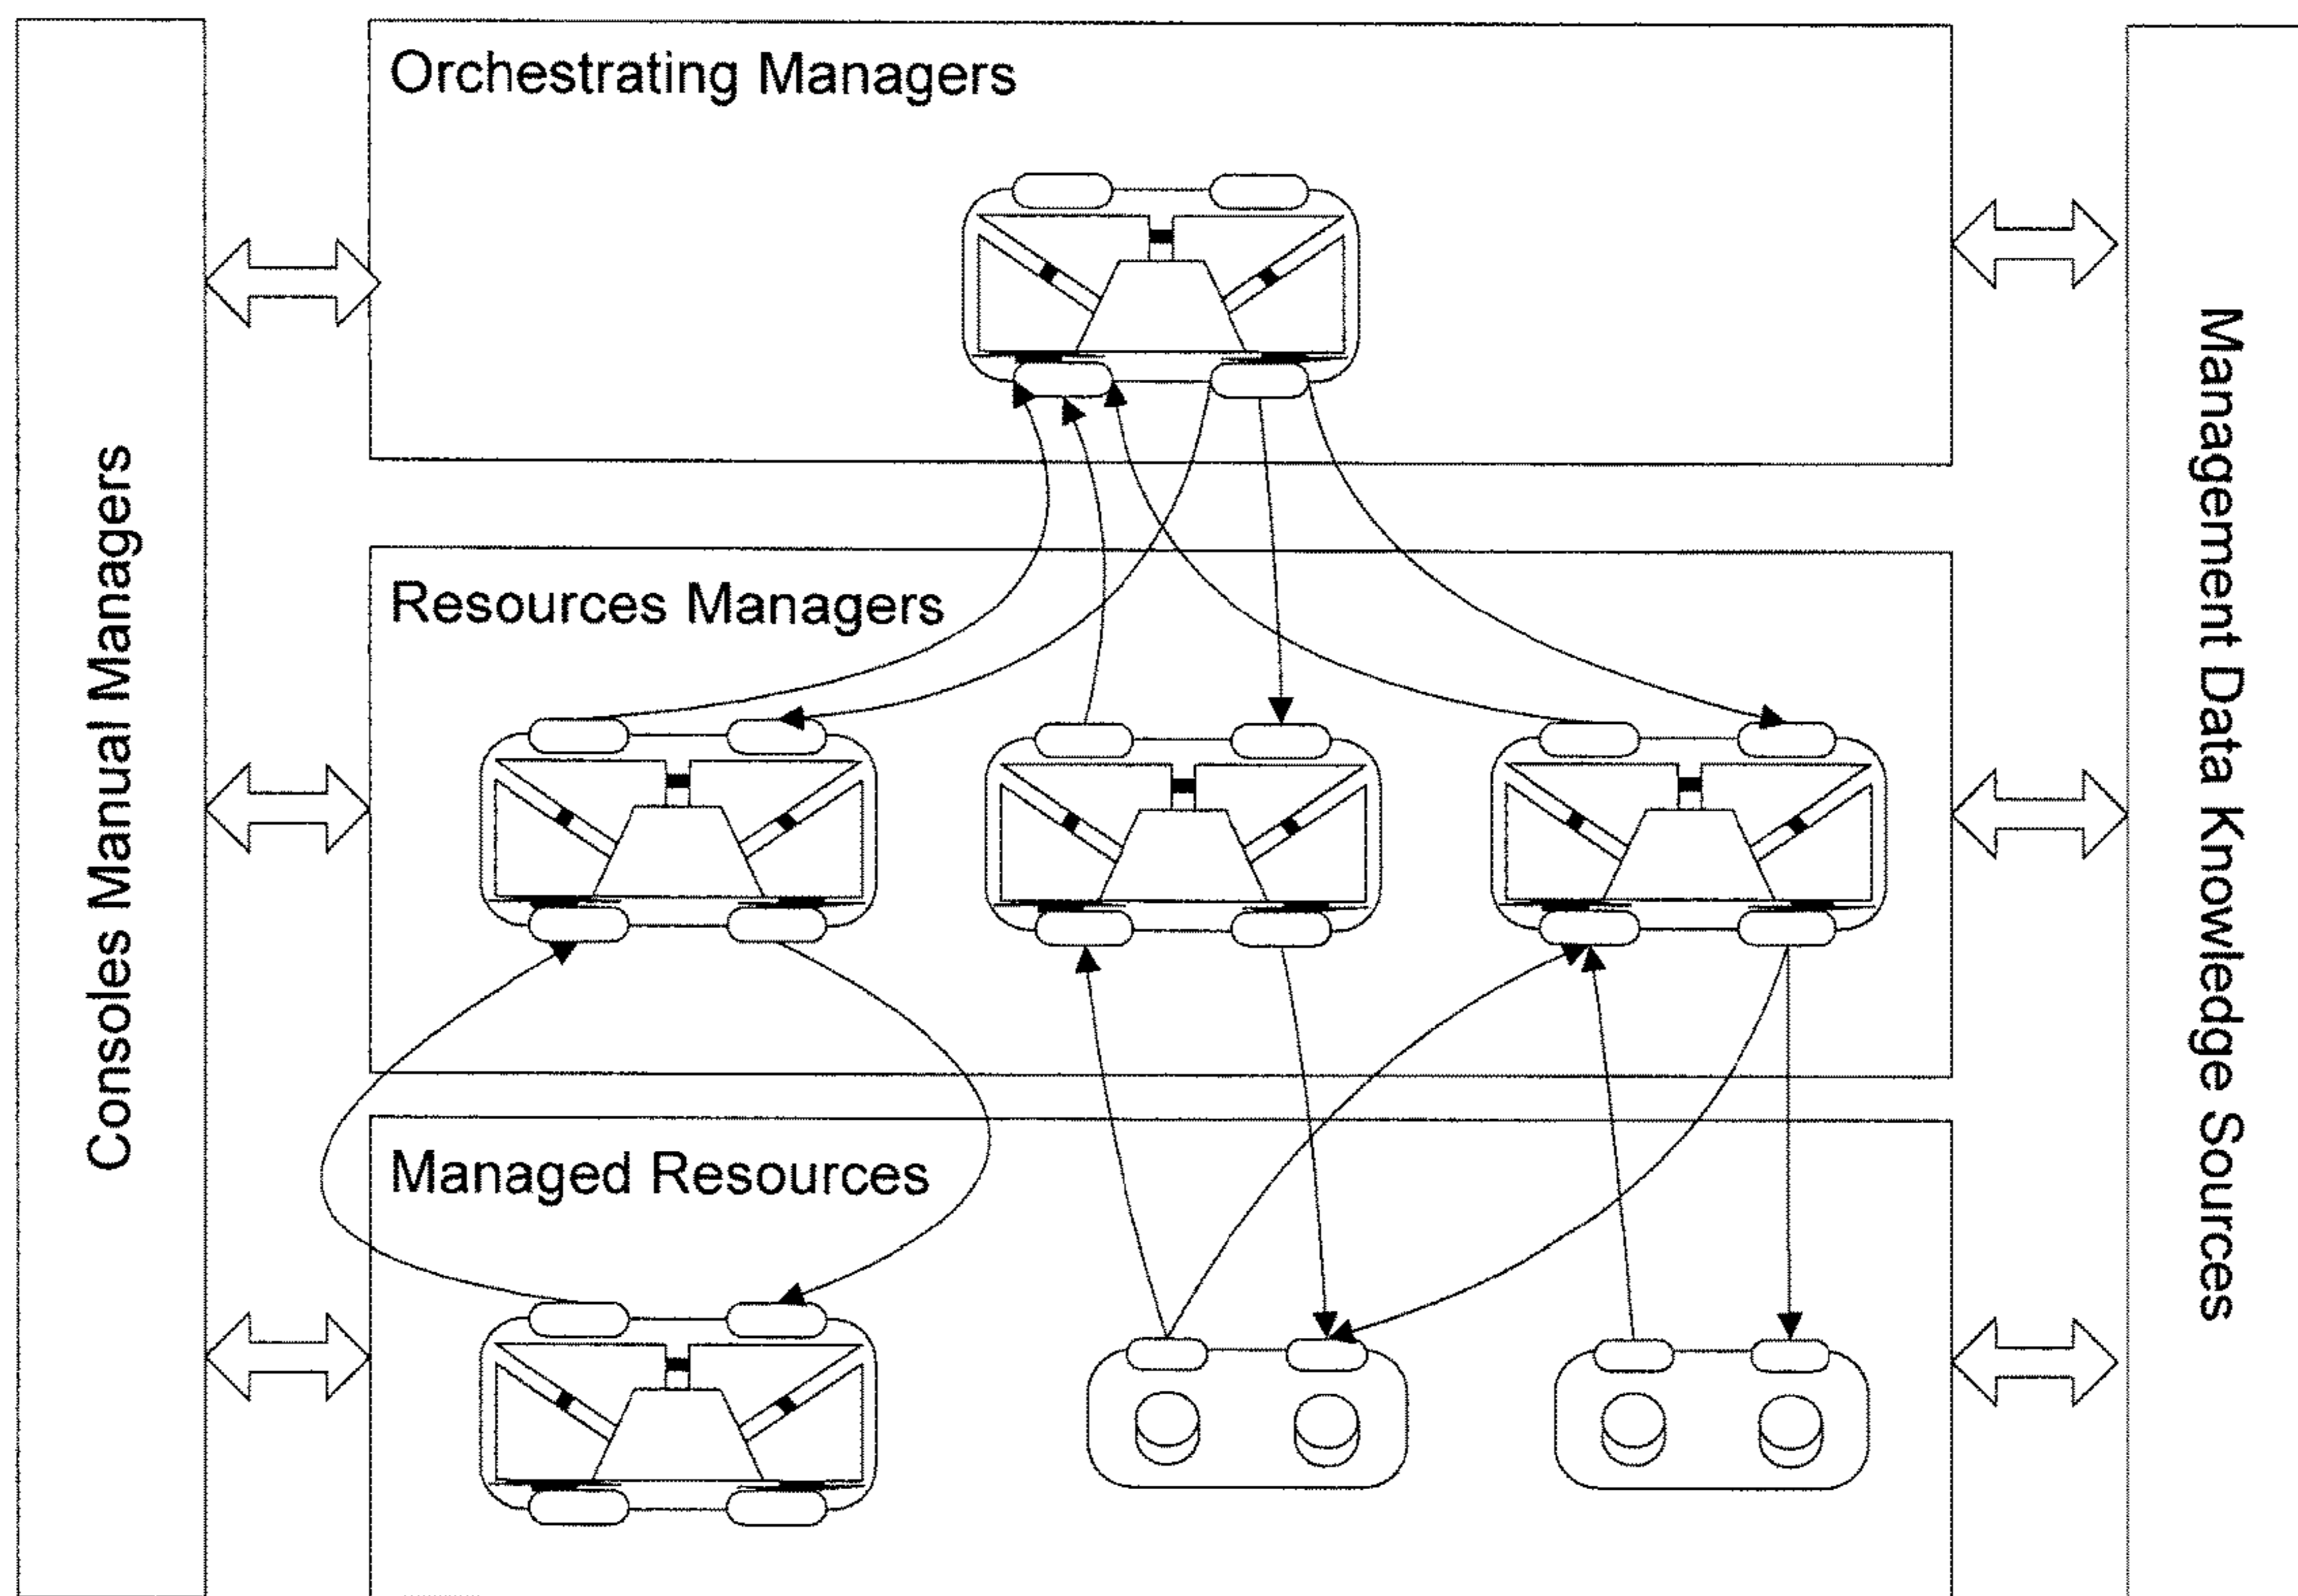 Orchestrating Managers
Resources Managers
Managed Resources
Consoles Manual Managers
Management Data Knowledge Sources